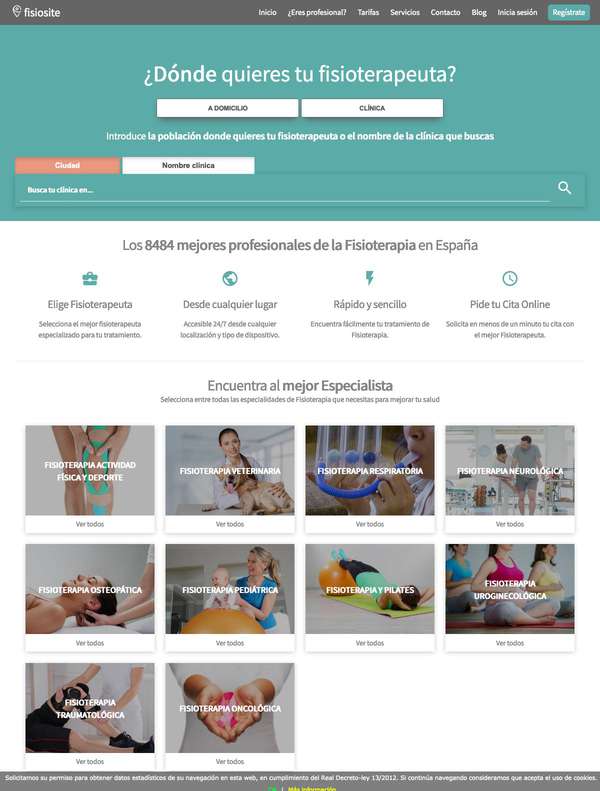 fisiosite
Inicio ¿Eres profesional? Tarifas Servicios Contacto Blog Inicia sesión Regístrate
¿Dónde quieres tu fisioterapeuta?
A DOMICILIO CLÍNICA
Introduce la población donde quieres tu fisioterapeuta o el nombre de la clínica que buscas
Ciudad Nombre clínica
Busca tu clínica en...
Los 8484 mejores profesionales de la Fisioterapia en España
Elige Fisioterapeuta
Selecciona el mejor fisioterapeuta
especializado para tu tratamiento.
Desde cualquier lugar
Accesible 24/7 desde cualquier
localización y tipo de dispositivo.
Rápido y sencillo
Encuentra fácilmente tu tratamiento de
Fisioterapia.
Pide tu Cita Online
Solicita en menos de un minuto tu cita con
el mejor Fisioterapeuta.
Encuentra al mejor Especialista
Selecciona entre todas las especialidades de Fisioterapia que necesitas para mejorar tu salud
FISIOTERAPIA ACTIVIDAD
FÍSICA Y DEPORTE
Ver todos
FISIOTERAPIA VETERINARIA
Ver todos
FISIOTERAPIA RESPIRATORIA
Ver todos
FISIOTERAPIA NEUROLÓGICA
Ver todos
FISIOTERAPIA OSTEOPÁTICA
Ver todos
FISIOTERAPIA PEDIÁTRICA
Ver todos
FISIOTERAPIA Y PILATES
Ver todos
FISIOTERAPIA
UROGINECOLÓGICA
Ver todos
FISIOTERAPIA
TRAUMATOLÓGICA
Ver todos
FISIOTERAPIA ONCOLÓGICA
Ver todos
Solicitamos su permiso para obtener datos estadísticos de su navegación en esta web, en cumplimiento del Real Decreto-ley 13/2012. Si continúa navegando consideramos que acepta el uso de cookies.
| Más información